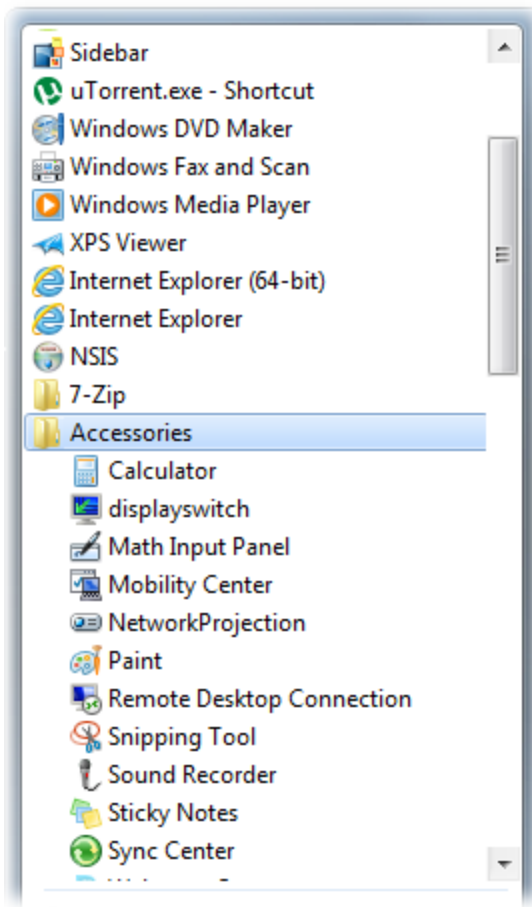 Sidebar
uTorrent.exe - Shortcut
Windows DVD Maker
Windows Fax and Scan
Windows Media Player
XPS Viewer
Internet Explorer (64-bit)
Internet Explorer
NSIS
7-Zip
Accessories
Calculator
displayswitch
Math Input Panel
Mobility Center
NetworkProjection
Paint
Remote Desktop Connection
Snipping Tool
Sound Recorder
Sticky Notes
Sync Center